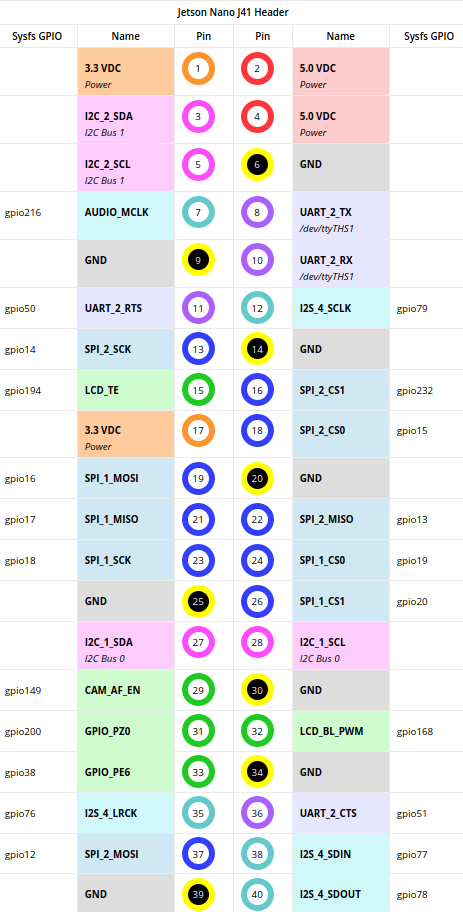 Jetson Nano J41 Header
Sysfs GPIO Name Pin Pin Name Sysfs GPIO
3.3 VDC 1 2 5.0 VDC
Power Power
I2C_2_SDA 3 4 5.0 VDC
I2C Bus 1 Power
I2C_2_SCL 5 6 GND
I2C Bus 1
gpio216 AUDIO_MCLK 7 8 UART_2_TX
/dev/ttyTHS1
GND 9 10 UART_2_RX
/dev/ttyTHS1
gpio50 UART_2_RTS 11 12 I2S_4_SCLK gpio79
gpio14 SPI_2_SCK 13 14 GND
gpio194 LCD_TE 15 16 SPI_2_CS1 gpio232
3.3 VDC 17 18 SPI_2_CS0 gpio15
Power
gpio16 SPI_1_MOSI 19 20 GND
gpio17 SPI_1_MISO 21 22 SPI_2_MISO gpio13
gpio18 SPI_1_SCK 23 24 SPI_1_CS0 gpio19
GND 25 26 SPI_1_CS1 gpio20
I2C_1_SDA 27 28 I2C_1_SCL
I2C Bus 0 I2C Bus 0
gpio149 CAM_AF_EN 29 30 GND
gpio200 GPIO_PZ0 31 32 LCD_BL_PWM gpio168
gpio38 GPIO_PE6 33 34 GND
gpio76 I2S_4_LRCK 35 36 UART_2_CTS gpio51
gpio12 SPI_2_MOSI 37 38 I2S_4_SDIN gpio77
GND 39 40 I2S_4_SDOUT gpio78